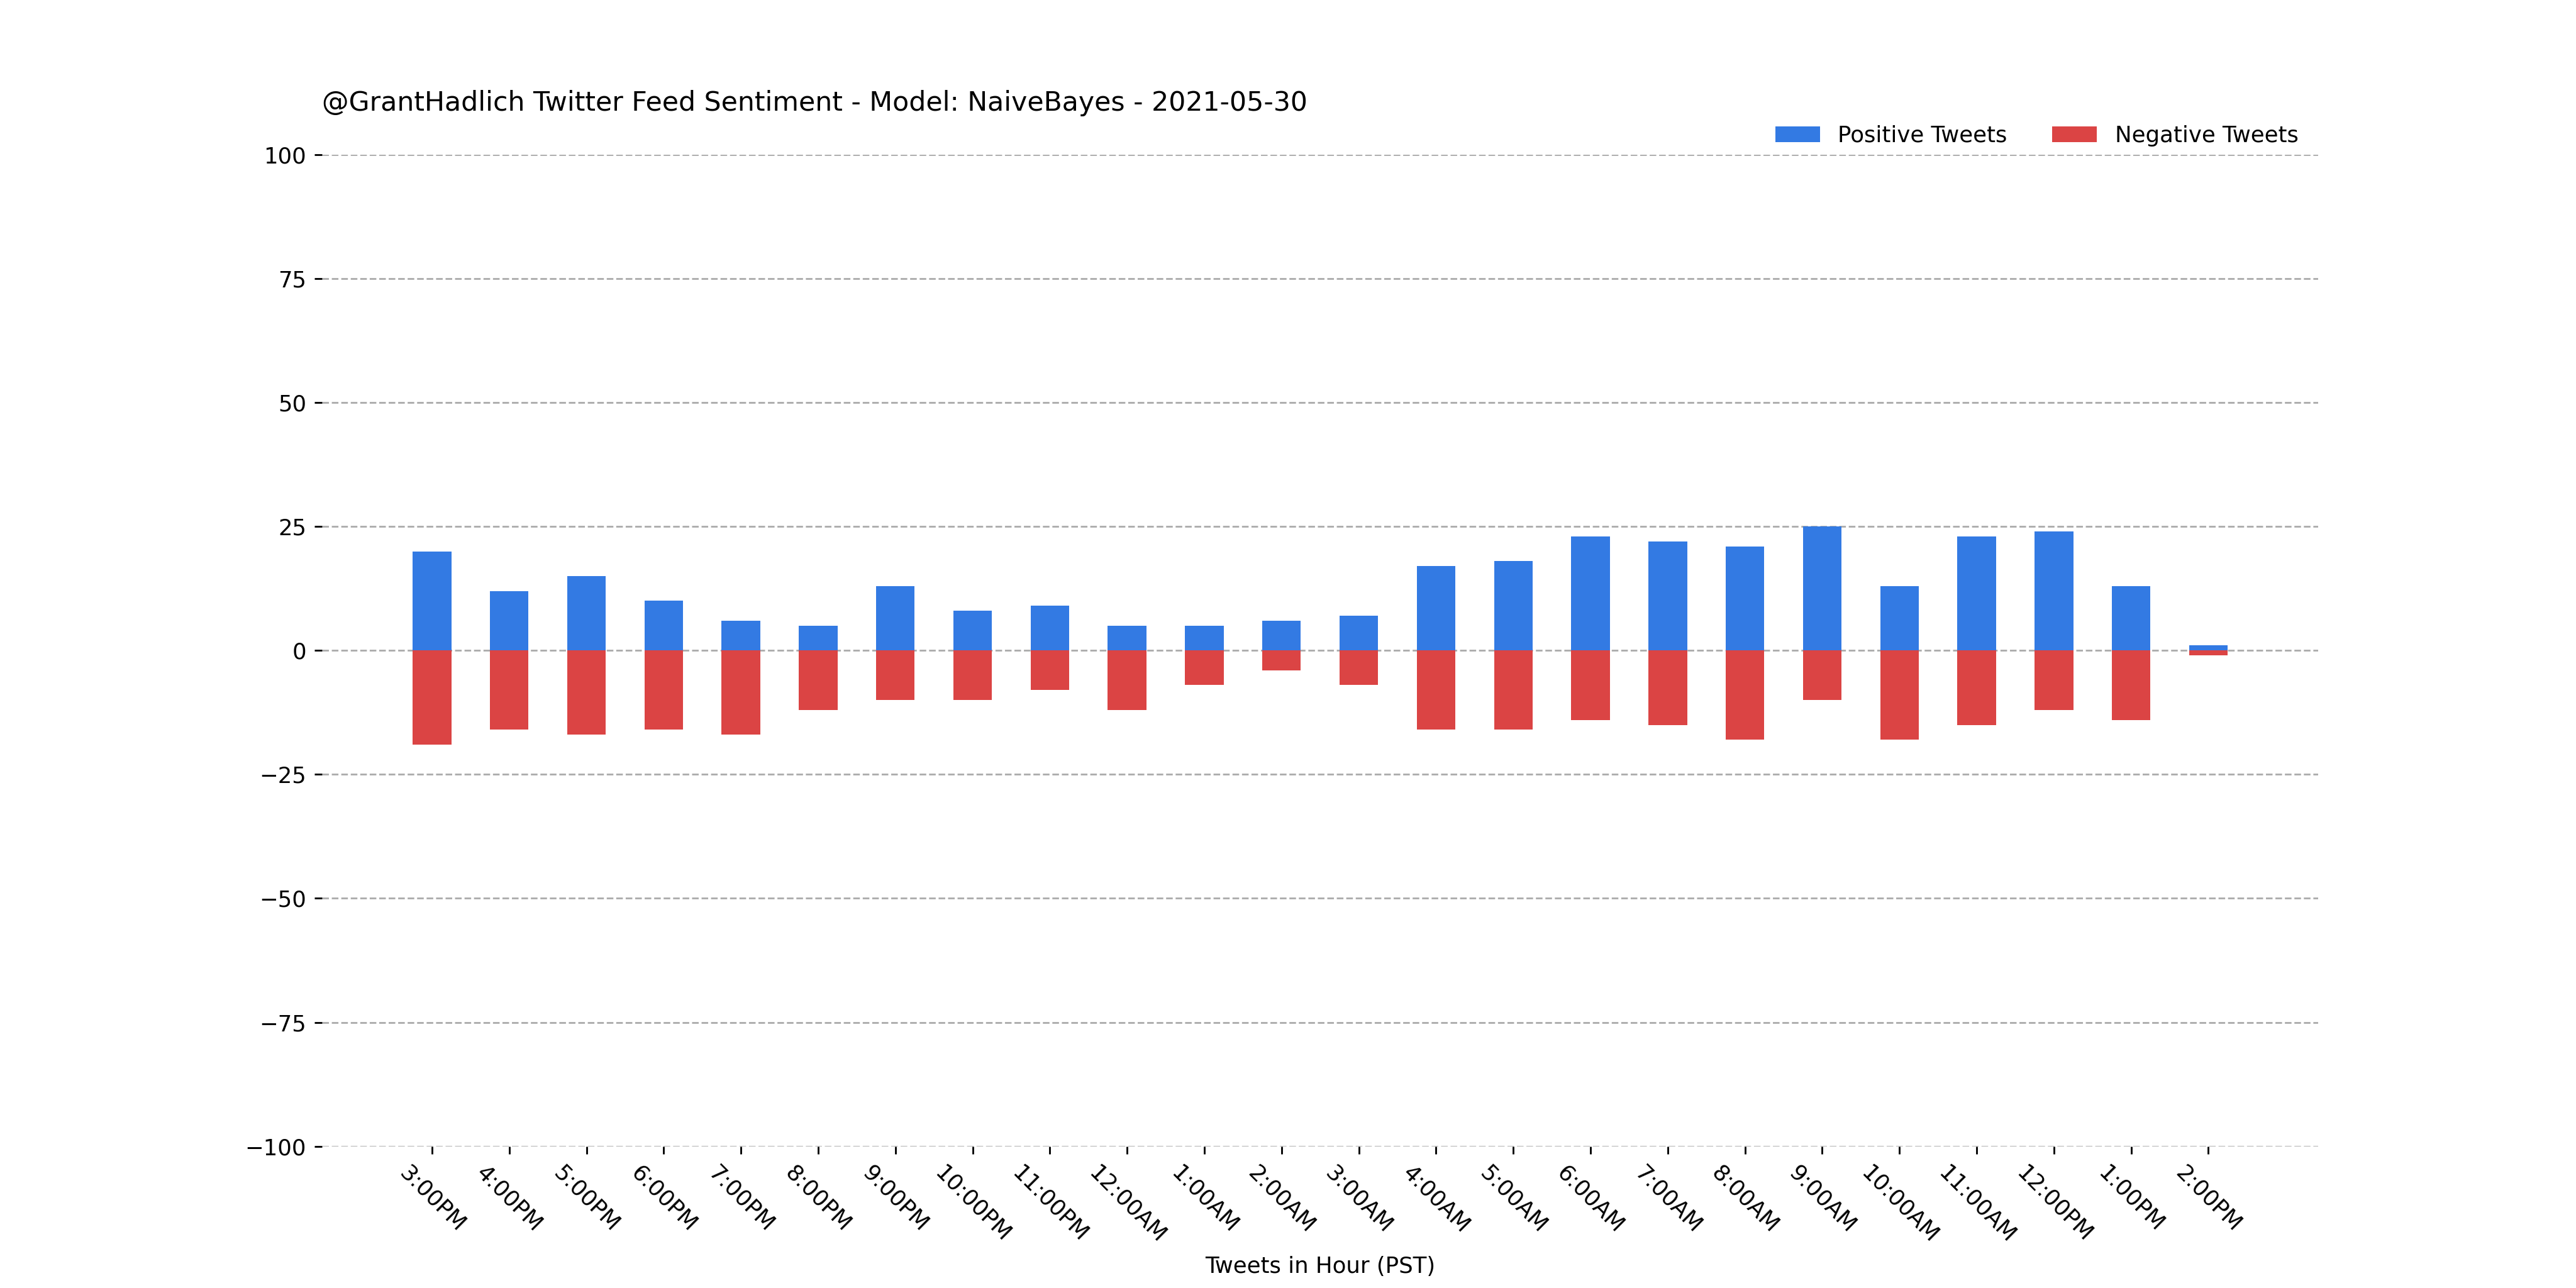 @GrantHadlich Twitter Feed Sentiment - Model: NaiveBayes - 2021-05-30
Positive Tweets
Negative Tweets
100
75
50
25
0
−25
−50
−75
−100
3:00PM
4:00PM
5:00PM
6:00PM
7:00PM
8:00PM
9:00PM
10:00PM
11:00PM
12:00AM
1:00AM
2:00AM
3:00AM
4:00AM
5:00AM
6:00AM
7:00AM
8:00AM
9:00AM
10:00AM
11:00AM
12:00PM
1:00PM
2:00PM
Tweets in Hour (PST)